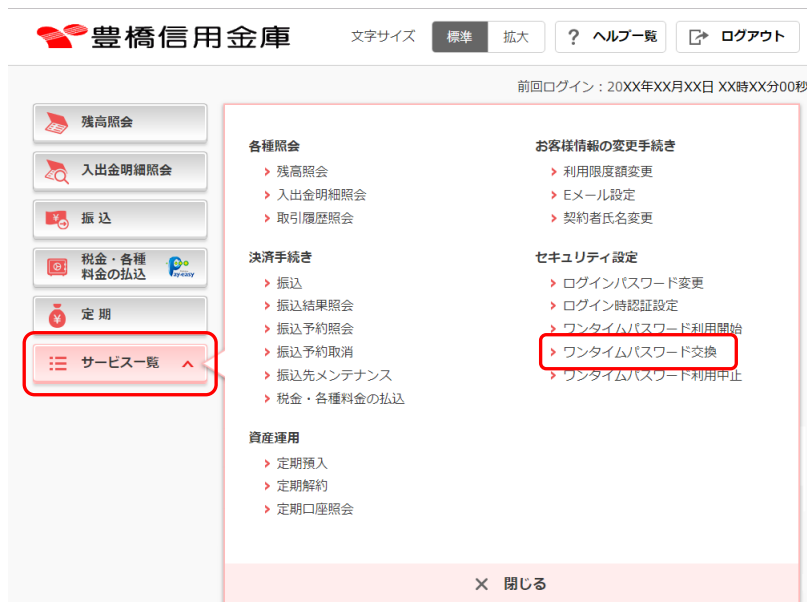 豊橋信用金庫
文字サイズ 標準 拡大 ? ヘルプ一覧 ログアウト
前回ログイン：20XX年XX月XX日 XX時XX分00秒
残高照会
入出金明細照会
振込
税金・各種
料金の払込
Pay-easy
定期
サービス一覧
各種照会
残高照会
入出金明細照会
取引履歴照会
決済手続き
振込
振込結果照会
振込予約照会
振込予約取消
振込先メンテナンス
税金・各種料金の払込
資産運用
定期預入
定期解約
定期口座照会
お客様情報の変更手続き
利用限度額変更
Eメール設定
契約者氏名変更
セキュリティ設定
ログインパスワード変更
ログイン時認証設定
ワンタイムパスワード利用開始
ワンタイムパスワード交換
ワンタイムパスワード利用中止
× 閉じる